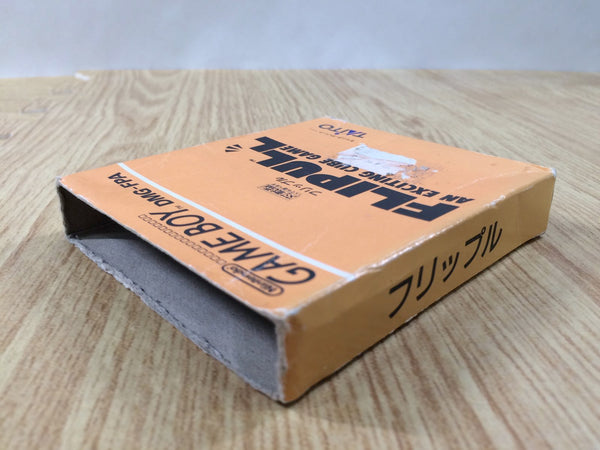 Nintendo
GAME BOY™ DMG-FPA
フリップル
FLIPULL
AN EXCITING CUBE GAME
TAITO
フリップル